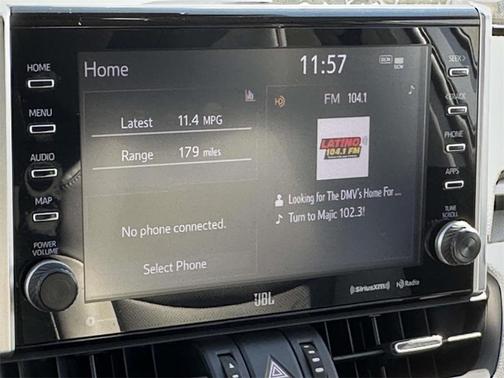 HOME
MENU
AUDIO
MAP
POWER
VOLUME
Home
11:57
Latest 11.4 MPG
Range 179 miles
No phone connected.
Select Phone
FM 104.1
LATINO
104.1 FM
Looking for The DMV's Home For ...
Turn to Majic 102.3!
SEEK >
< TRACK
PHONE
APPS
TUNE
SCROLL
JBL
((SiriusXM))
HD Radio